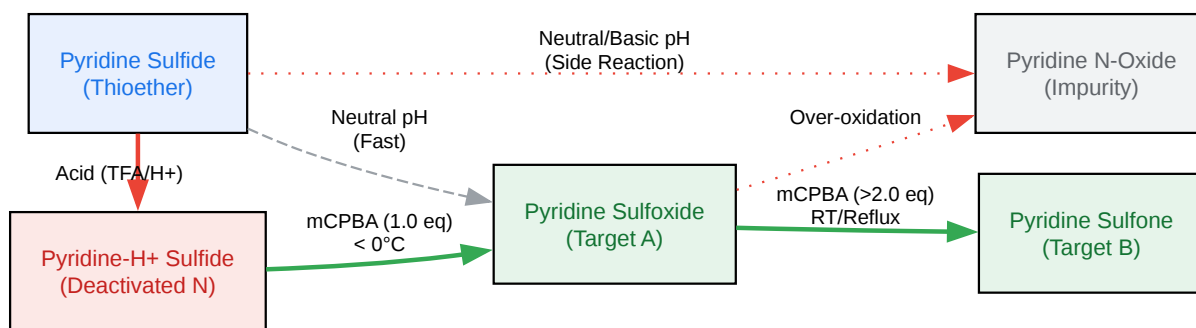 Pyridine Sulfide
(Thioether)
Neutral/Basic pH
(Side Reaction)
Pyridine N-Oxide
(Impurity)
Neutral pH
(Fast)
Over-oxidation
Acid (TFA/H+)
Pyridine-H+ Sulfide
(Deactivated N)
mCPBA (1.0 eq)
< 0°C
Pyridine Sulfoxide
(Target A)
mCPBA (>2.0 eq)
RT/Reflux
Pyridine Sulfone
(Target B)